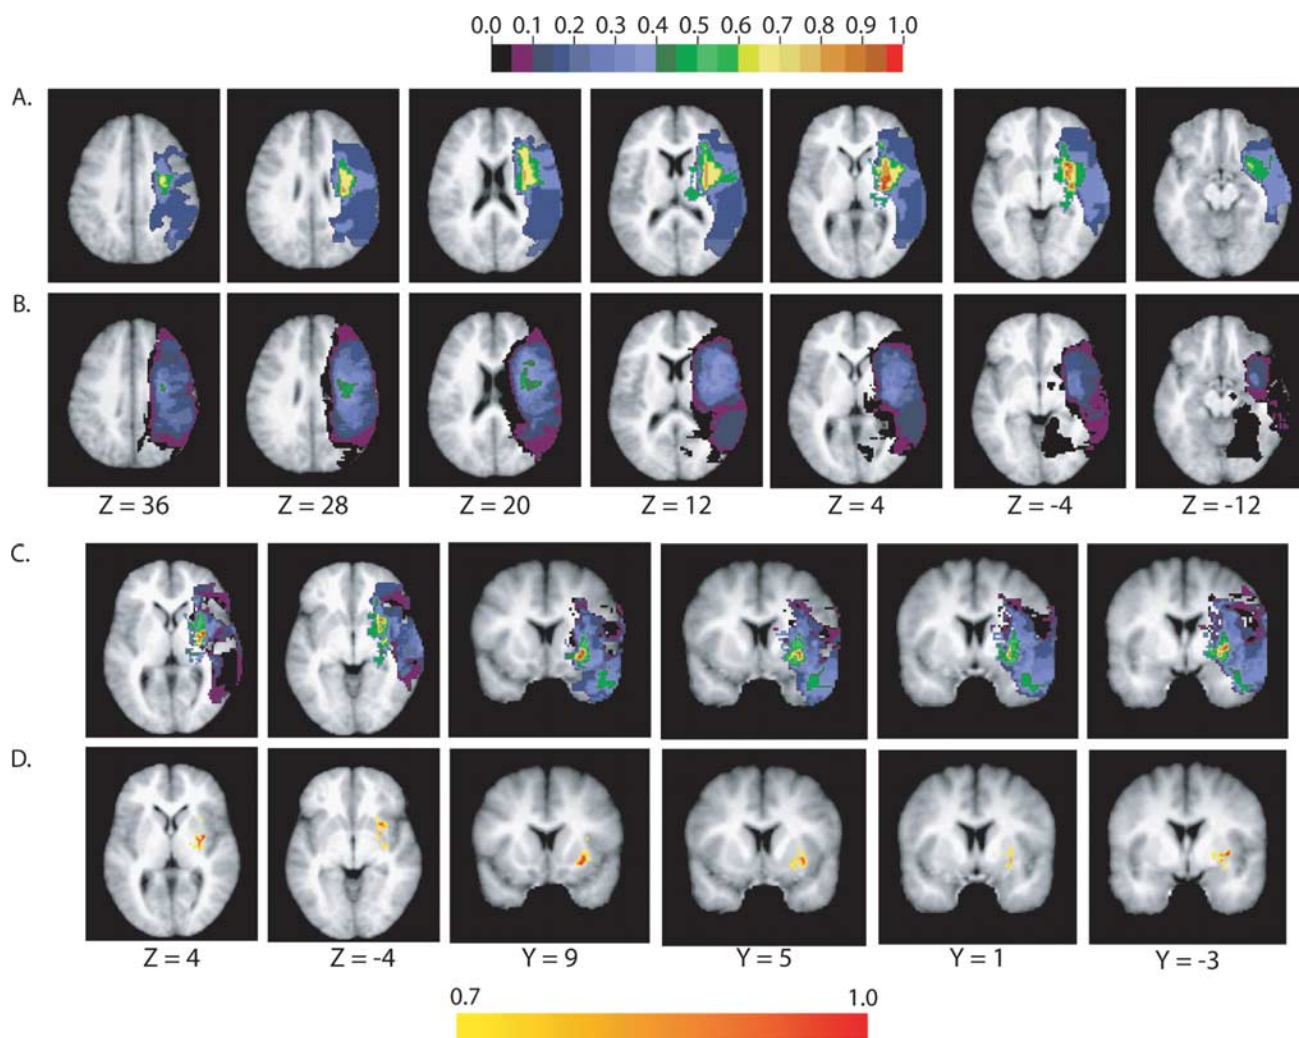 0.0 0.1 0.2 0.3 0.4 0.5 0.6 0.7 0.8 0.9 1.0
A.
B.
Z = 36 Z = 28 Z = 20 Z = 12 Z = 4 Z = -4 Z = -12
C.
D.
Z = 4 Z = -4 Y = 9 Y = 5 Y = 1 Y = -3
0.7 1.0